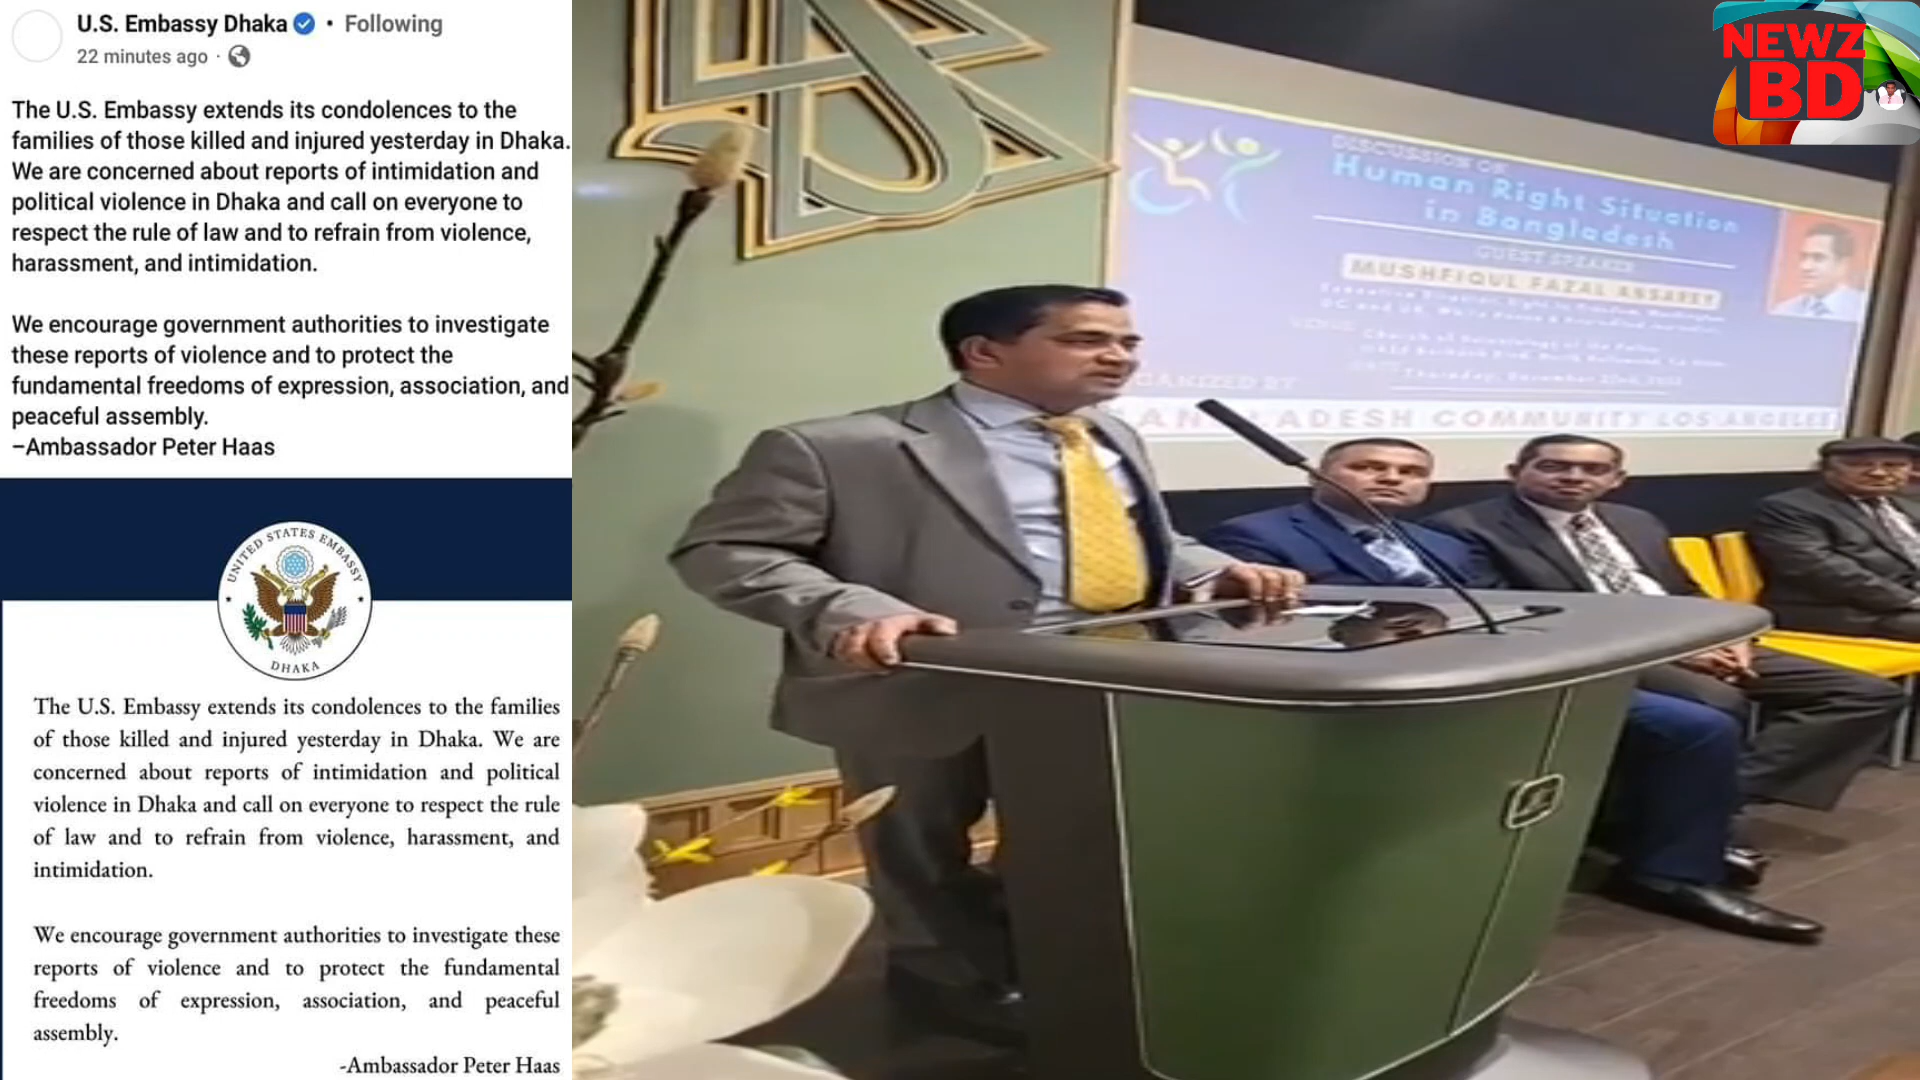 U.S. Embassy Dhaka • Following
22 minutes ago ·
The U.S. Embassy extends its condolences to the
families of those killed and injured yesterday in Dhaka.
We are concerned about reports of intimidation and
political violence in Dhaka and call on everyone to
respect the rule of law and to refrain from violence,
harassment, and intimidation.
We encourage government authorities to investigate
these reports of violence and to protect the
fundamental freedoms of expression, association, and
peaceful assembly.
–Ambassador Peter Haas
UNITED STATES EMBASSY
DHAKA
The U.S. Embassy extends its condolences to the families
of those killed and injured yesterday in Dhaka. We are
concerned about reports of intimidation and political
violence in Dhaka and call on everyone to respect the rule
of law and to refrain from violence, harassment, and
intimidation.
We encourage government authorities to investigate these
reports of violence and to protect the fundamental
freedoms of expression, association, and peaceful
assembly.
-Ambassador Peter Haas
NEWZ
BD
DISCUSSION ON
Human Right Situation
in Bangladesh
GUEST SPEAKER
MUSHFIQUL FAZAL ANSAREY
ORGANIZED BY
BANGLADESH COMMUNITY LOS ANGELES